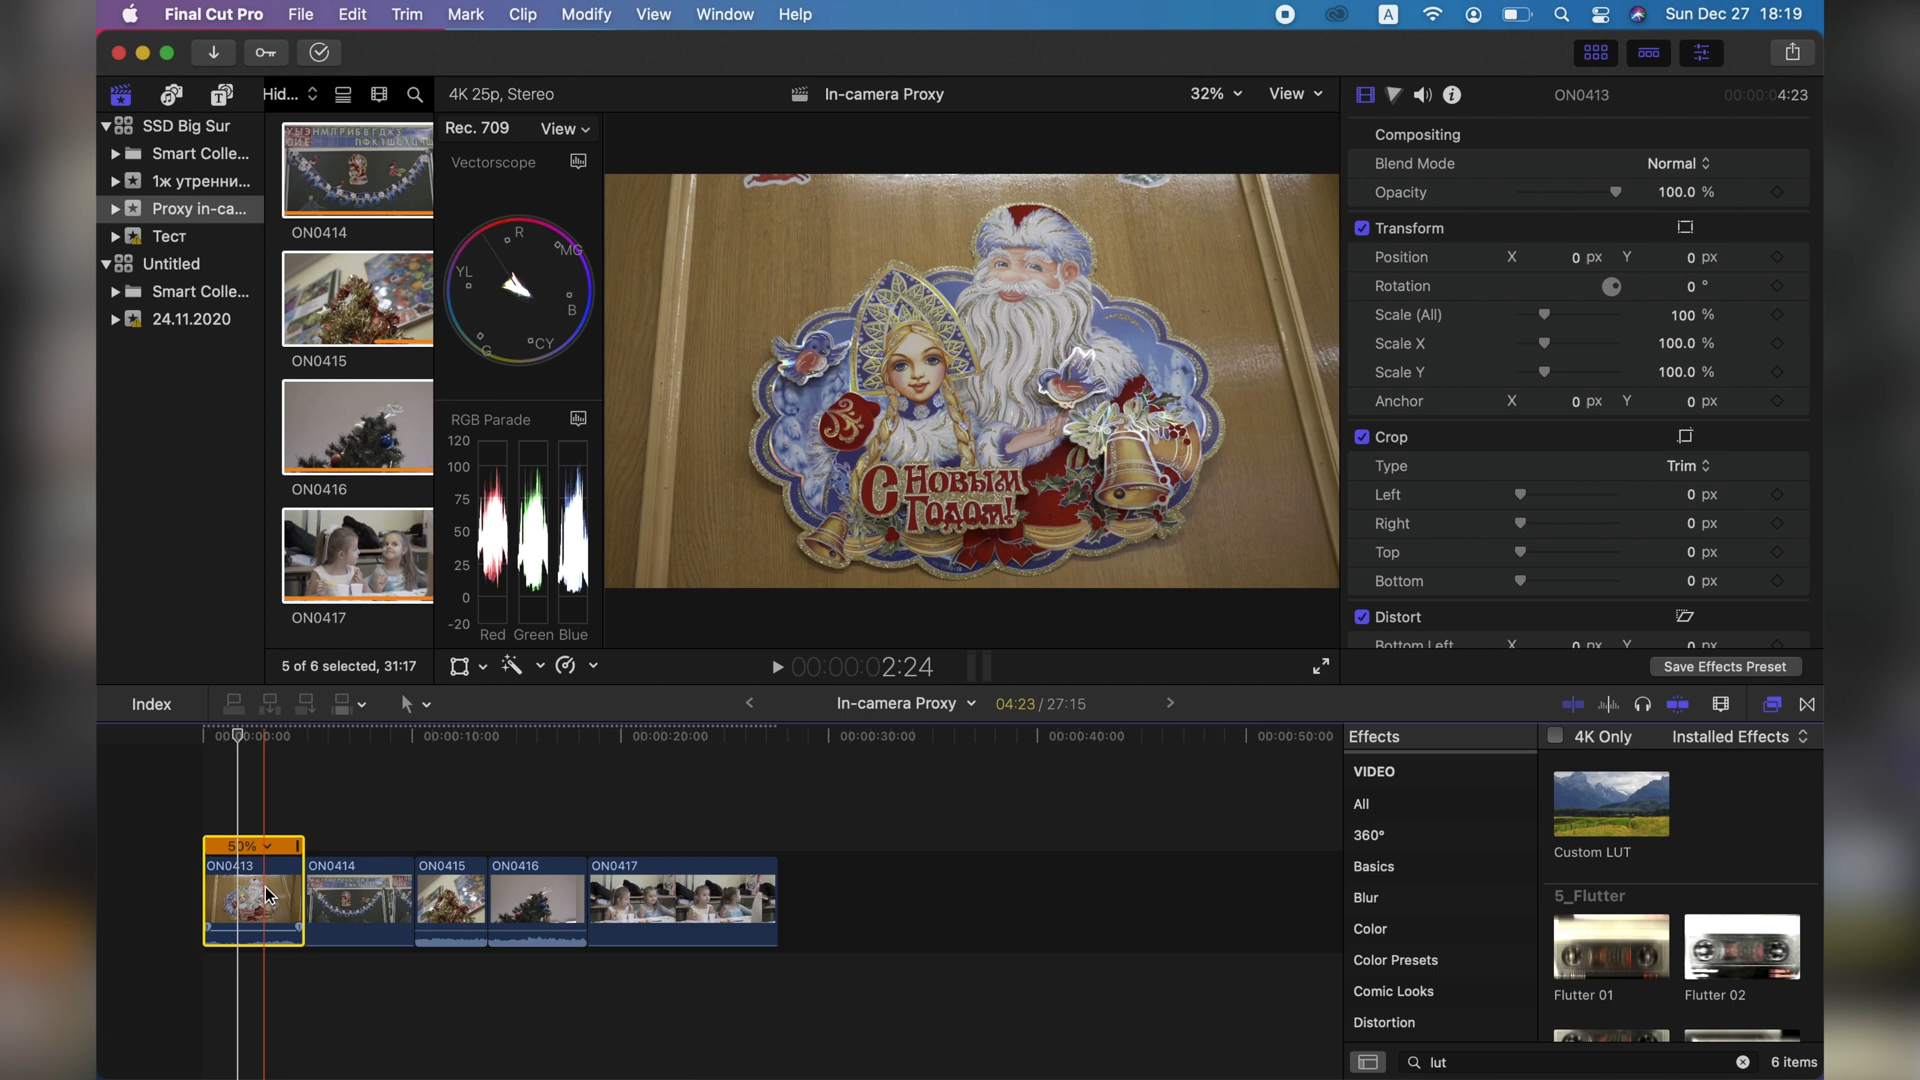 Final Cut Pro File Edit Trim Mark Clip Modify View Window Help A Sun Dec 27 18:19
Hid... 4K 25p, Stereo In-camera Proxy 32% View ON0413 00:00:04:23
SSD Big Sur
Smart Colle...
1ж утренни...
Proxy in-ca...
Тест
Untitled
Smart Colle...
24.11.2020
ON0414
ON0415
ON0416
ON0417
5 of 6 selected, 31:17
Rec. 709 View
Vectorscope
R
MG
YL
B
G
CY
RGB Parade
120
100
75
50
25
0
-20
Red Green Blue
С Новым
Годом!
00:00:02:24
Compositing
Blend Mode Normal
Opacity 100.0 %
Transform
Position X 0 px Y 0 px
Rotation 0 °
Scale (All) 100 %
Scale X 100.0 %
Scale Y 100.0 %
Anchor X 0 px Y 0 px
Crop
Type Trim
Left 0 px
Right 0 px
Top 0 px
Bottom 0 px
Distort
Bottom Left X 0 px Y 0 px
Save Effects Preset
Index In-camera Proxy 04:23 / 27:15
00:00:00:00 00:00:10:00 00:00:20:00 00:00:30:00 00:00:40:00 00:00:50:00
50%
ON0413 ON0414 ON0415 ON0416 ON0417
Effects 4K Only Installed Effects
VIDEO
All
360°
Basics
Blur
Color
Color Presets
Comic Looks
Distortion
Custom LUT
5_Flutter
Flutter 01 Flutter 02
lut 6 items